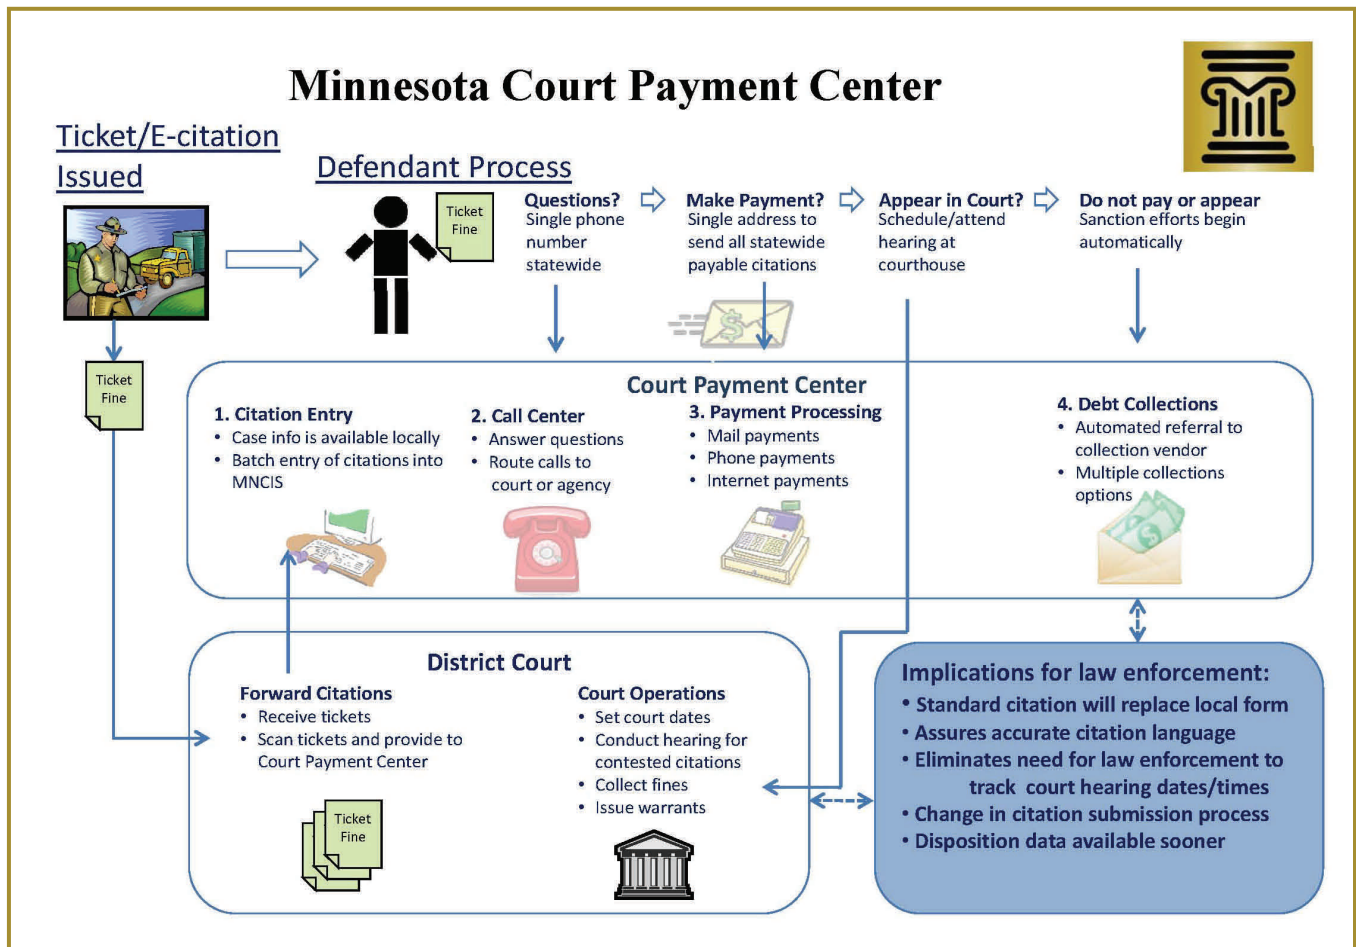 Minnesota Court Payment Center
Ticket/E-citation
Issued
Defendant Process
Ticket
Fine
Questions?
Single phone
number
statewide
Make Payment?
Single address to
send all statewide
payable citations
Appear in Court?
Schedule/attend
hearing at
courthouse
Do not pay or appear
Sanction efforts begin
automatically
Ticket
Fine
$
Court Payment Center
1. Citation Entry
• Case info is available locally
• Batch entry of citations into
MNCIS
2. Call Center
• Answer questions
• Route calls to
court or agency
3. Payment Processing
• Mail payments
• Phone payments
• Internet payments
4. Debt Collections
• Automated referral to
collection vendor
• Multiple collections
options
$
District Court
Forward Citations
• Receive tickets
• Scan tickets and provide to
Court Payment Center
Ticket
Fine
Court Operations
• Set court dates
• Conduct hearing for
contested citations
• Collect fines
• Issue warrants
Implications for law enforcement:
• Standard citation will replace local form
• Assures accurate citation language
• Eliminates need for law enforcement to
track court hearing dates/times
• Change in citation submission process
• Disposition data available sooner